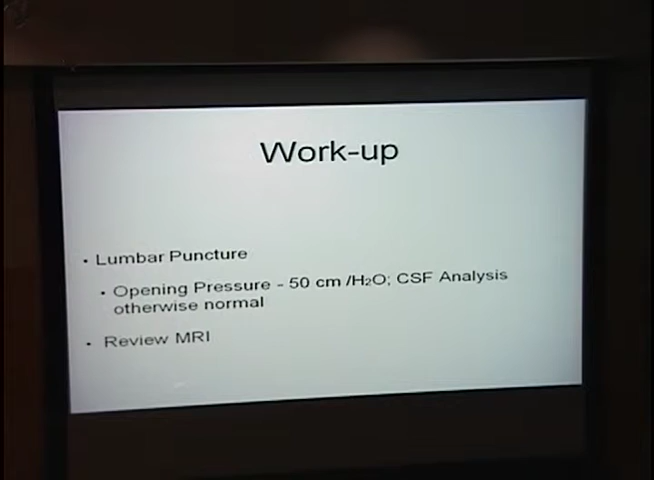 Work-up
• Lumbar Puncture
• Opening Pressure - 50 cm /H₂O; CSF Analysis
otherwise normal
• Review MRI